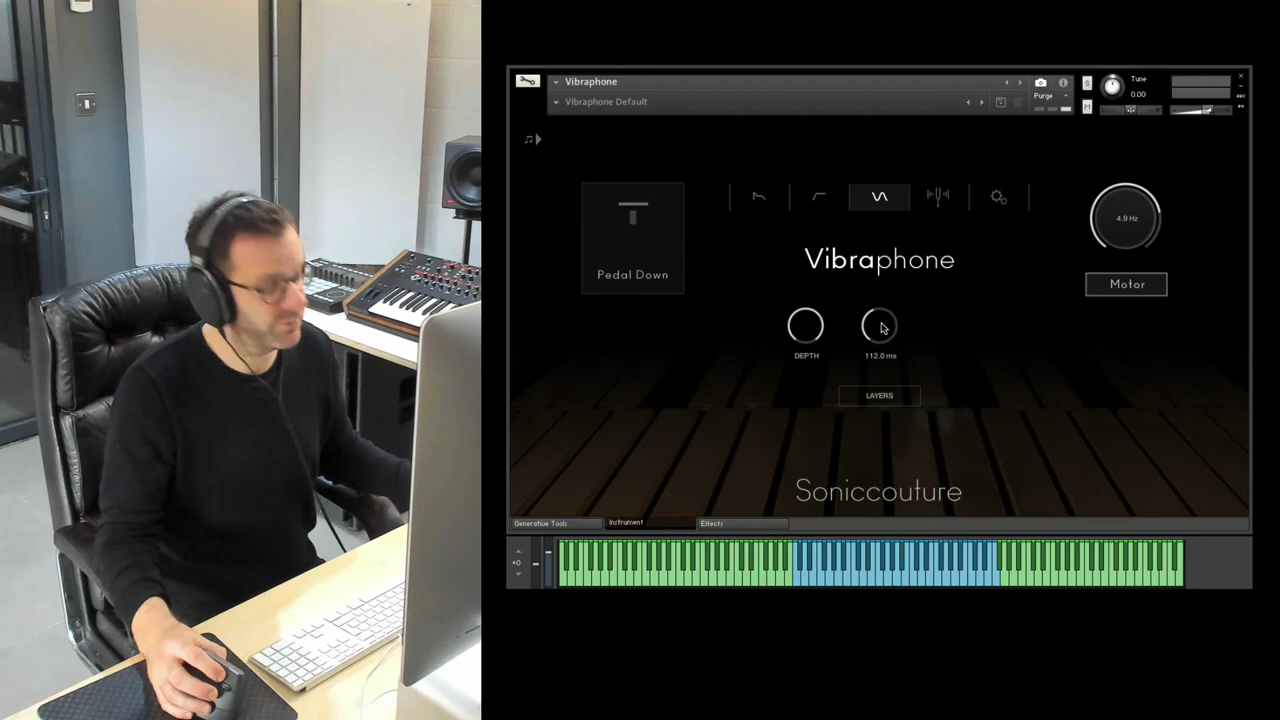 Vibraphone
Vibraphone Default
Purge
S
M
Tune
0.00
Pedal Down
4.9 Hz
Vibraphone
Motor
DEPTH
112.0 ms
LAYERS
Soniccouture
Generative Tools
Instrument
Effects
+0